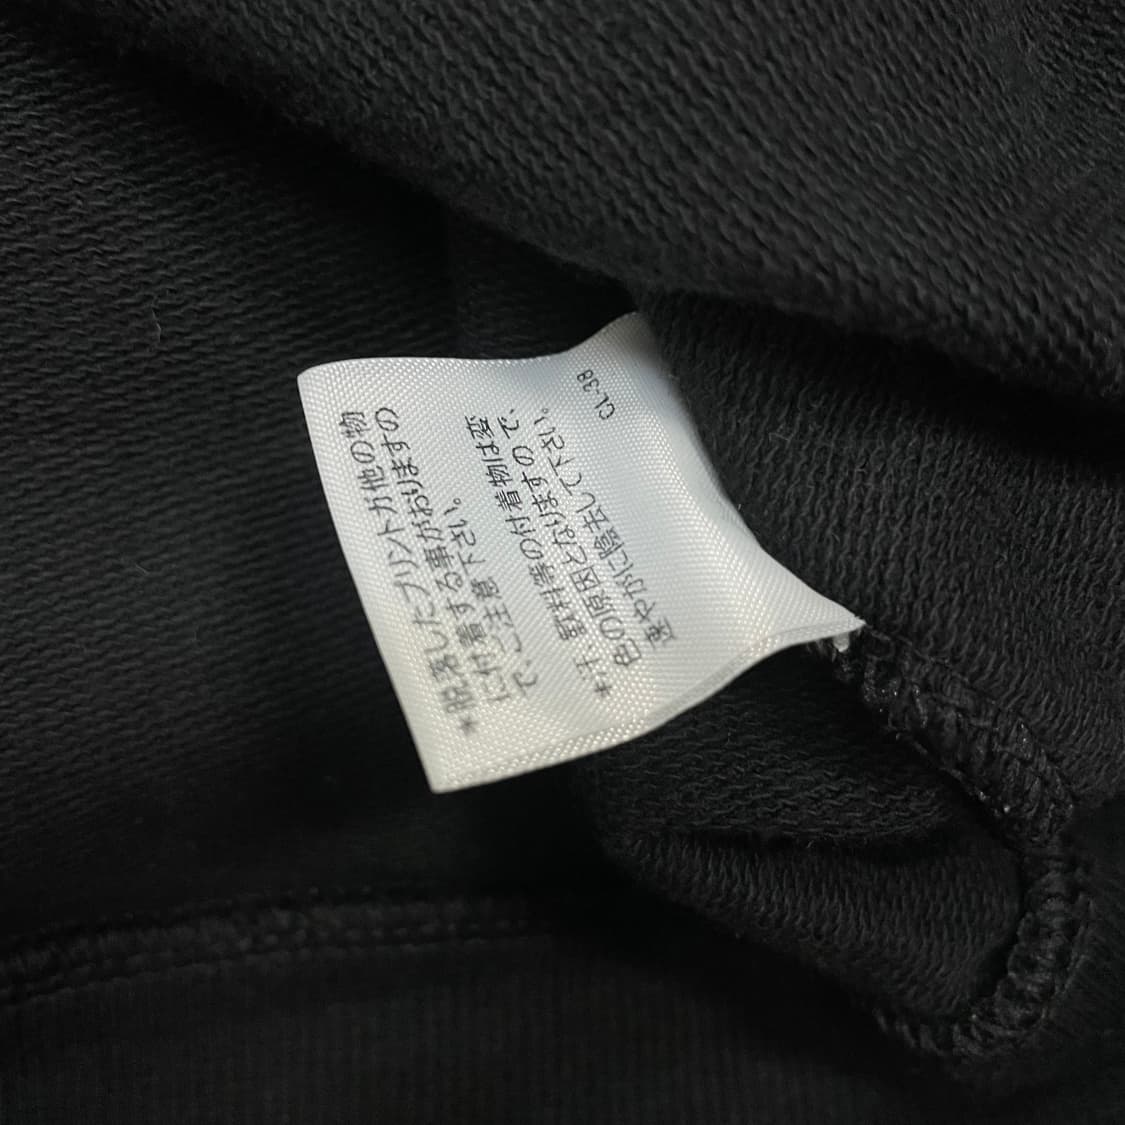 *脱落したプリントが他の物
に付着する事がおりますの
で、ご注意下さい。
*汗、飲料等の付着物は変
色の原因となりますので、
速やかに除去して下さい。
CL-38